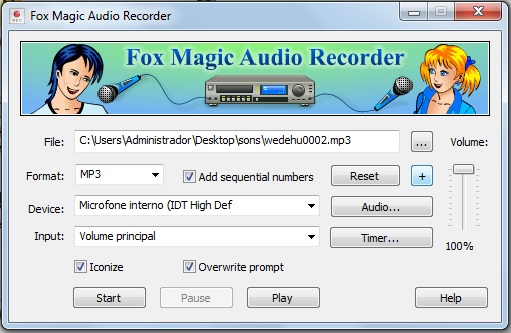 REC
Fox Magic Audio Recorder
Fox Magic Audio Recorder
File: C:\Users\Administrador\Desktop\sons\wedehu0002.mp3 ... Volume:
Format: MP3 Add sequential numbers Reset +
Device: Microfone interno (IDT High Def Audio...
Input: Volume principal Timer... 100%
Iconize Overwrite prompt
Start Pause Play Help